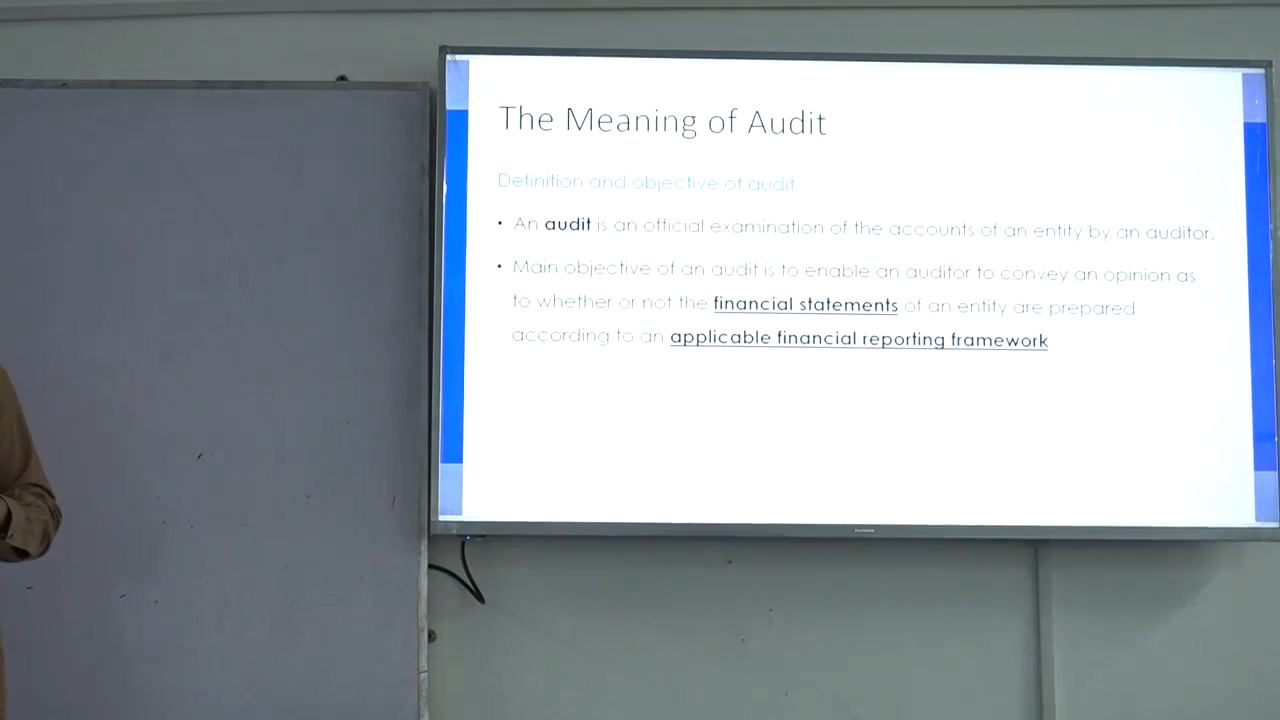 The Meaning of Audit
Definition and objective of audit
• An audit is an official examination of the accounts of an entity by an auditor.
• Main objective of an audit is to enable an auditor to convey an opinion as
to whether or not the financial statements of an entity are prepared
according to an applicable financial reporting framework